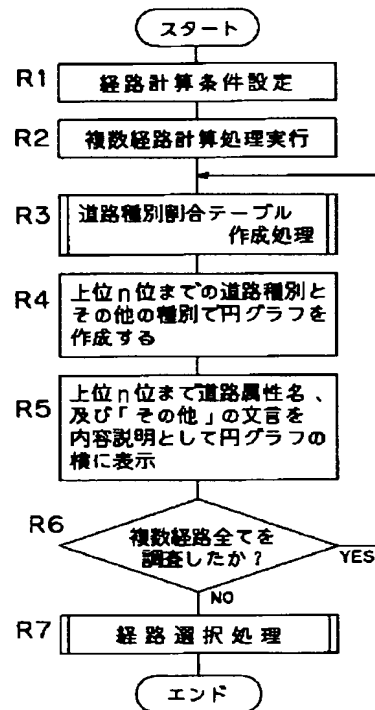 スタート
R1
経路計算条件設定
R2
複数経路計算処理実行
R3
道路種別割合テーブル
作成処理
R4
上位n位までの道路種別と
その他の種別で円グラフを
作成する
R5
上位n位まで道路属性名、
及び「その他」の文言を
内容説明として円グラフの
横に表示
R6
複数経路全てを
調査したか？
YES
NO
R7
経路選択処理
エンド